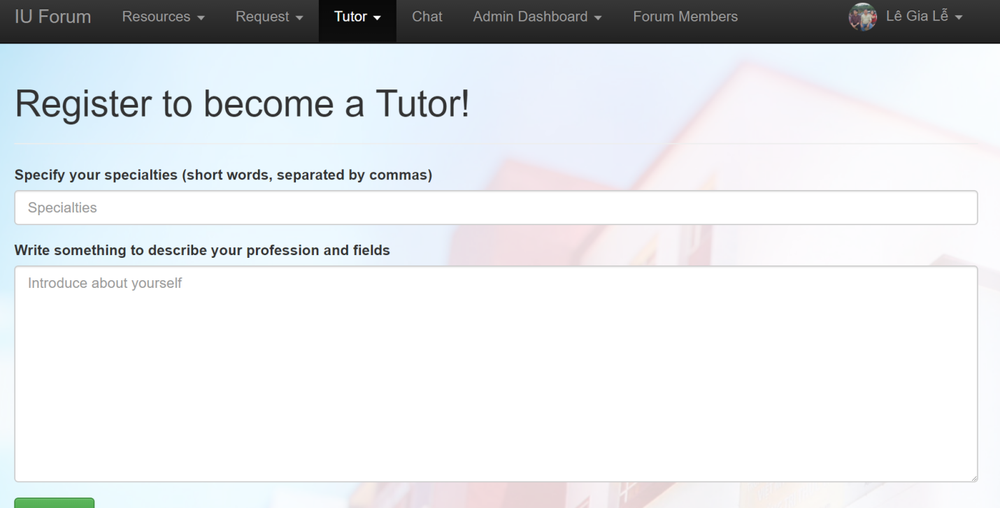 IU Forum Resources Request Tutor Chat Admin Dashboard Forum Members Lê Gia Lễ
Register to become a Tutor!
Specify your specialties (short words, separated by commas)
Specialties
Write something to describe your profession and fields
Introduce about yourself